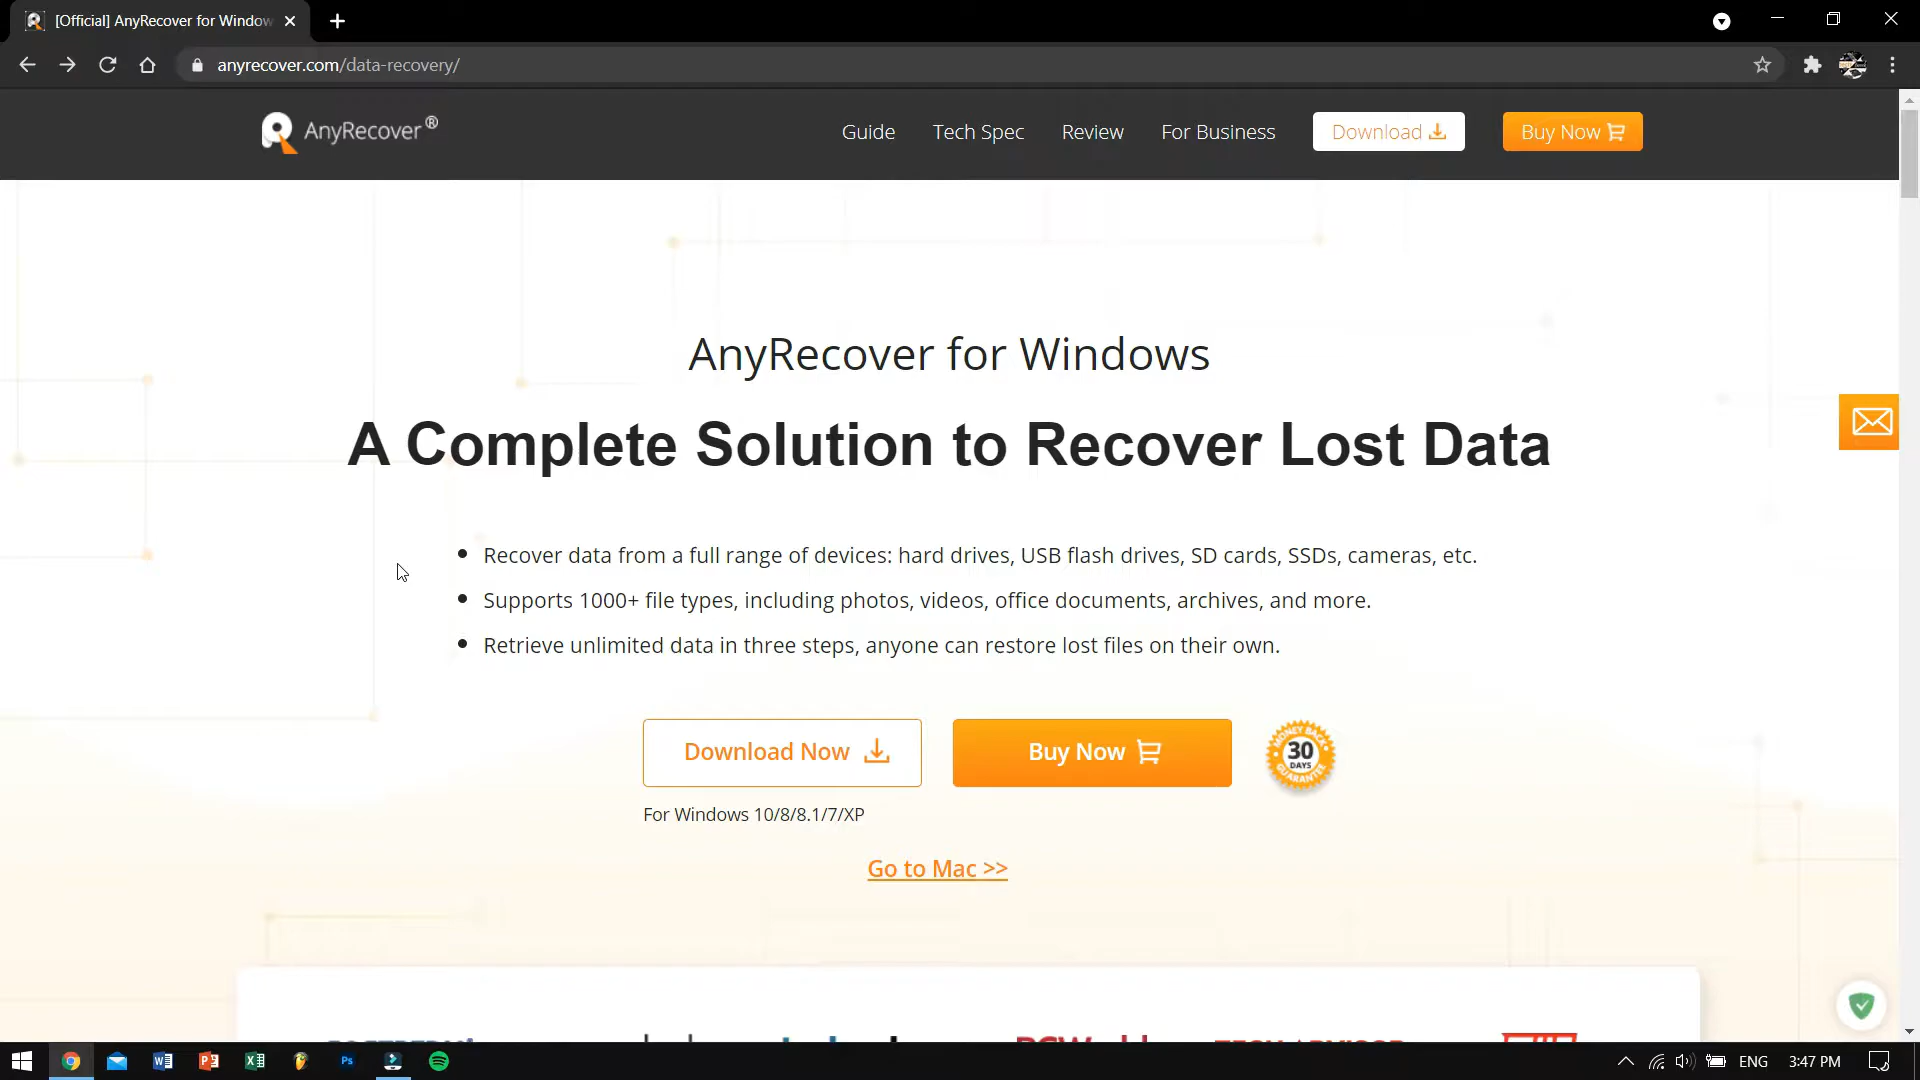 [Official] AnyRecover for Window
anyrecover.com/data-recovery/
AnyRecover®
Guide Tech Spec Review For Business Download Buy Now
AnyRecover for Windows
A Complete Solution to Recover Lost Data
Recover data from a full range of devices: hard drives, USB flash drives, SD cards, SSDs, cameras, etc.
Supports 1000+ file types, including photos, videos, office documents, archives, and more.
Retrieve unlimited data in three steps, anyone can restore lost files on their own.
Download Now Buy Now MONEY BACK 30 DAYS GUARANTEE
For Windows 10/8/8.1/7/XP
Go to Mac >>
ENG 3:47 PM